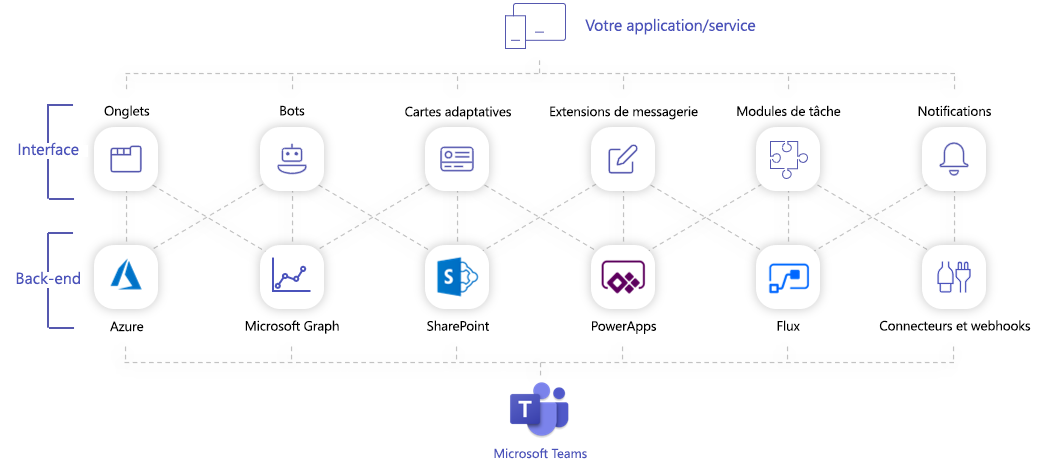 Votre application/service
Onglets
Bots
Cartes adaptatives
Extensions de messagerie
Modules de tâche
Notifications
Interface
Back-end
S
Azure
Microsoft Graph
SharePoint
PowerApps
Flux
Connecteurs et webhooks
T
Microsoft Teams